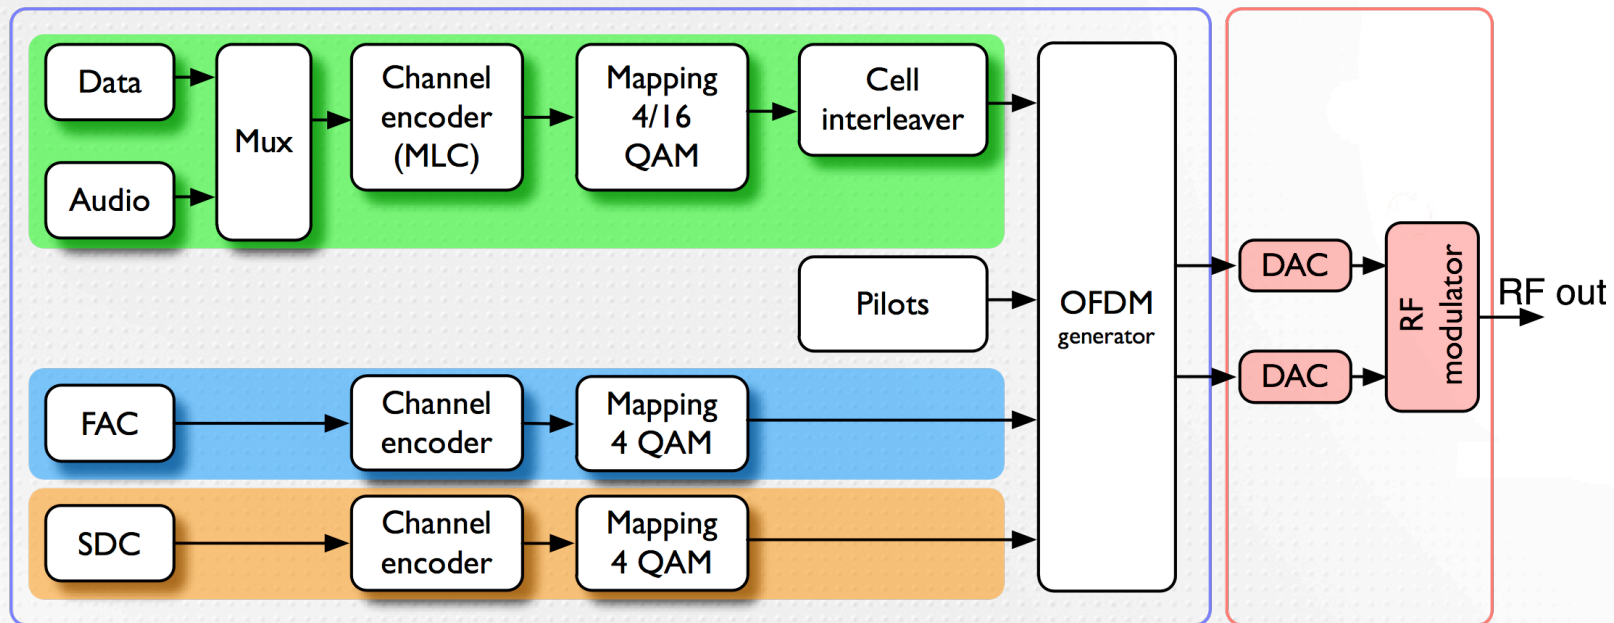 Data
Audio
Mux
Channel
encoder
(MLC)
Mapping
4/16
QAM
Cell
interleaver
Pilots
FAC
Channel
encoder
Mapping
4 QAM
SDC
Channel
encoder
Mapping
4 QAM
OFDM
generator
DAC
DAC
RF
modulator
RF out